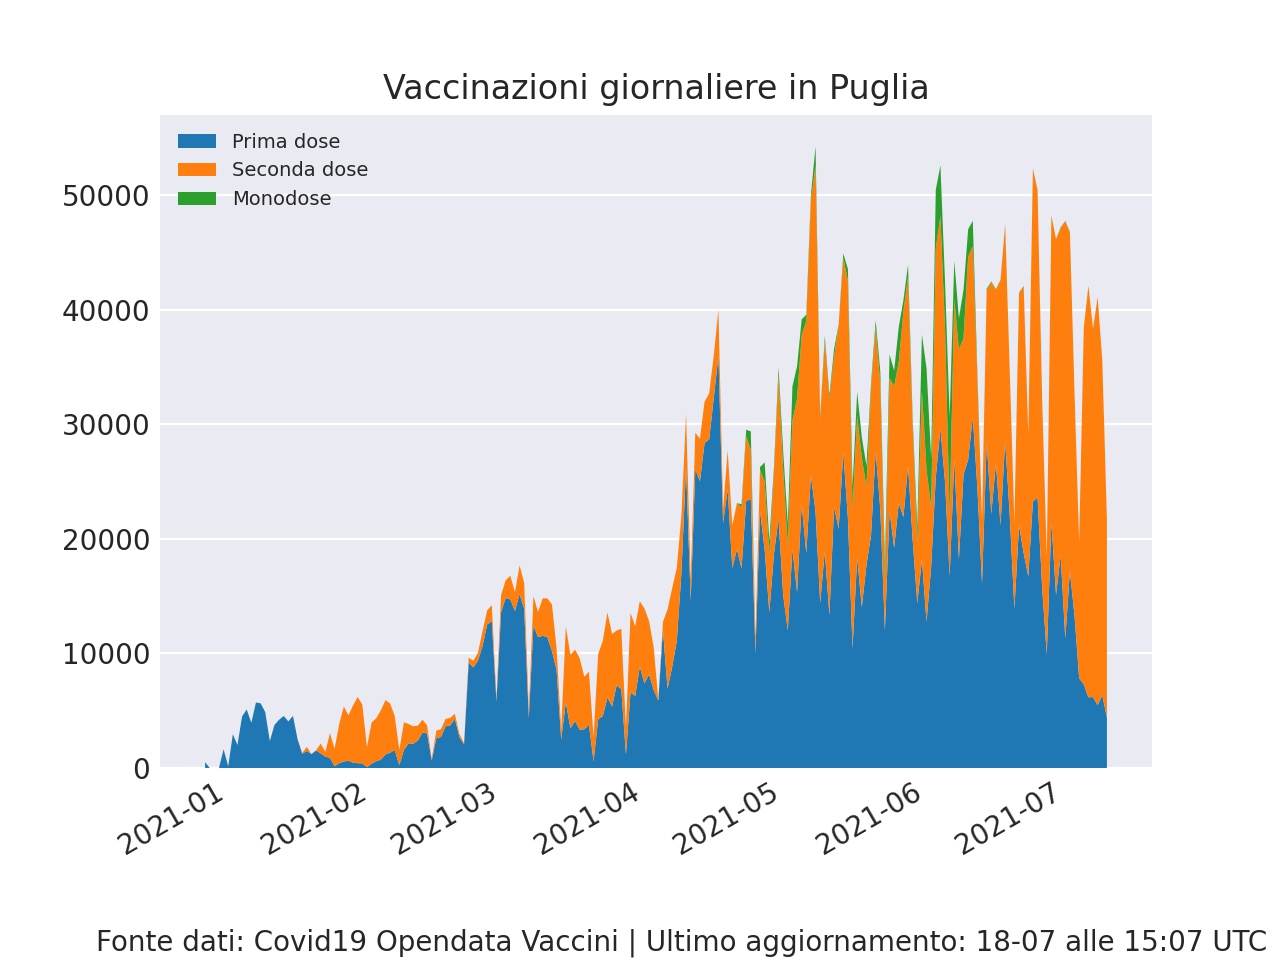 Vaccinazioni giornaliere in Puglia
Prima dose
Seconda dose
Monodose
50000
40000
30000
20000
10000
0
2021-01
2021-02
2021-03
2021-04
2021-05
2021-06
2021-07
Fonte dati: Covid19 Opendata Vaccini | Ultimo aggiornamento: 18-07 alle 15:07 UTC